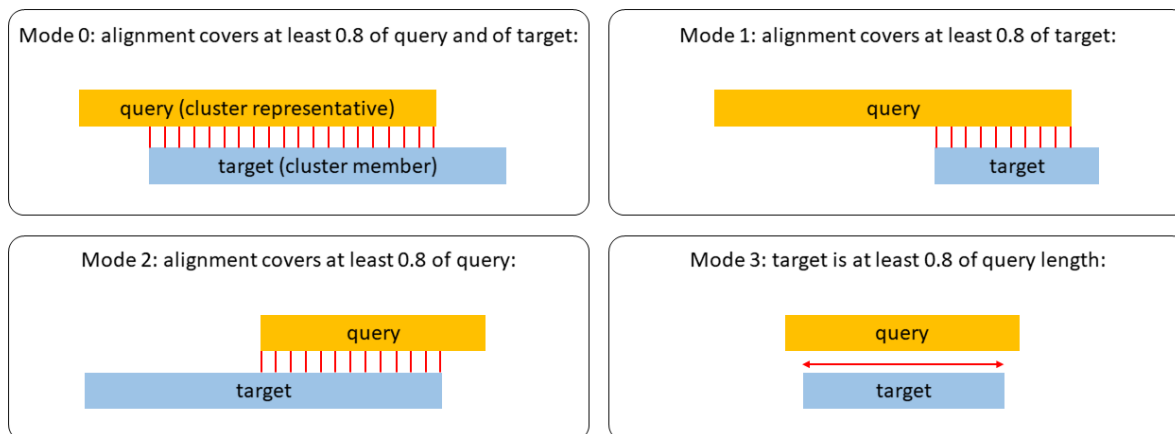 Mode 0: alignment covers at least 0.8 of query and of target:
query (cluster representative)
target (cluster member)
Mode 1: alignment covers at least 0.8 of target:
query
target
Mode 2: alignment covers at least 0.8 of query:
query
target
Mode 3: target is at least 0.8 of query length:
query
target